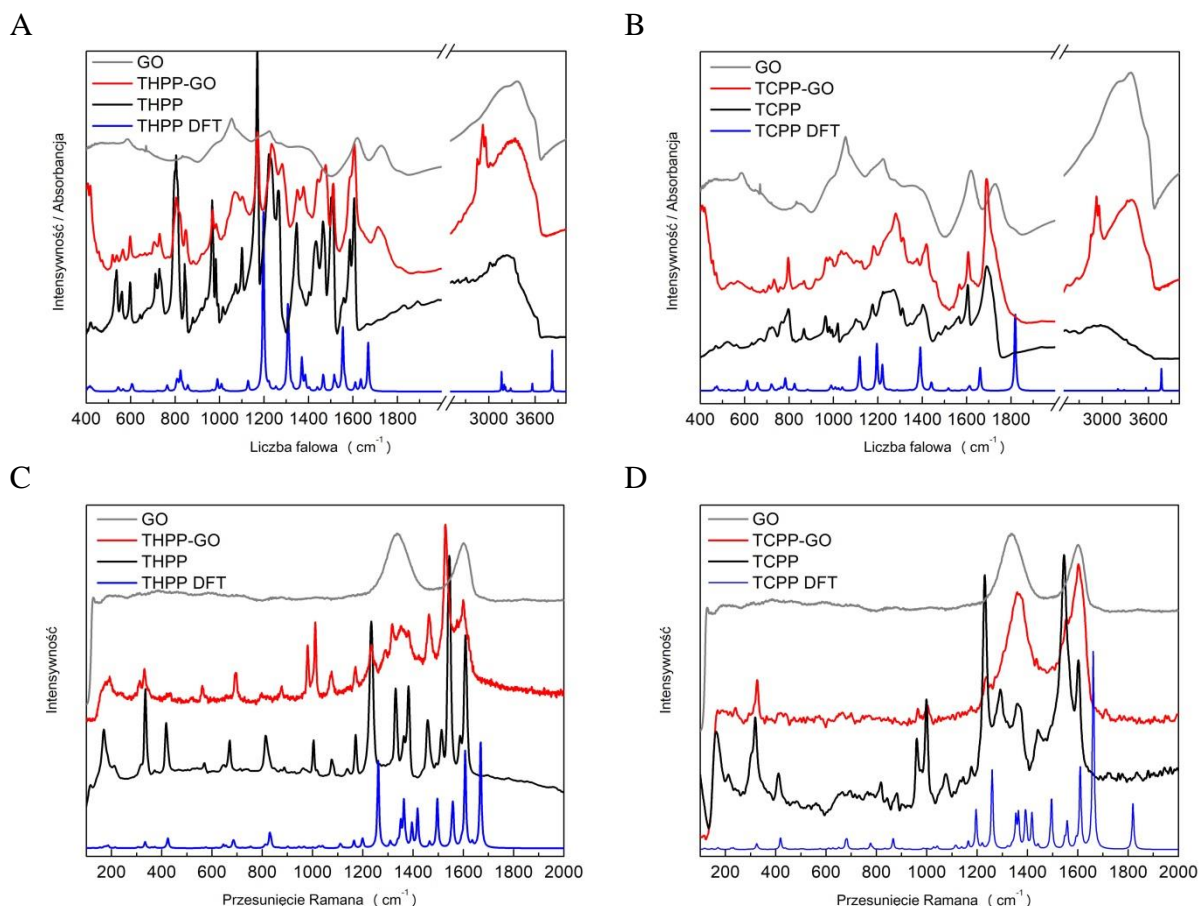 A
GO
THPP-GO
THPP
THPP DFT
Intensywność / Absorbancja
400 600 800 1000 1200 1400 1600 1800 3000 3600
Liczba falowa ( cm-1 )
B
GO
TCPP-GO
TCPP
TCPP DFT
Intensywność / Absorbancja
400 600 800 1000 1200 1400 1600 1800 3000 3600
Liczba falowa ( cm-1 )
C
GO
THPP-GO
THPP
THPP DFT
Intensywność
200 400 600 800 1000 1200 1400 1600 1800 2000
Przesunięcie Ramana ( cm-1 )
D
GO
TCPP-GO
TCPP
TCPP DFT
Intensywność
200 400 600 800 1000 1200 1400 1600 1800 2000
Przesunięcie Ramana ( cm-1 )